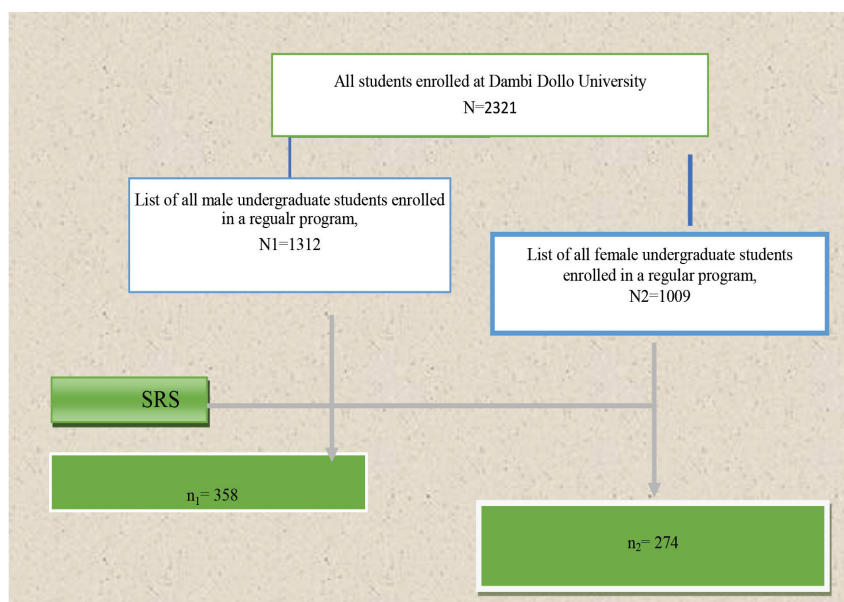 All students enrolled at Dambi Dollo University
N=2321
List of all male undergraduate students enrolled
in a regualr program,
N1=1312
List of all female undergraduate students
enrolled in a regular program,
N2=1009
SRS
n₁= 358
n₂= 274